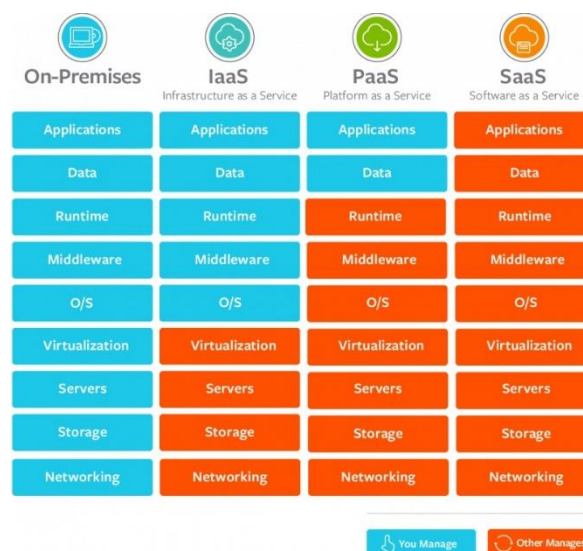 On-Premises IaaS PaaS SaaS
Infrastructure as a Service Platform as a Service Software as a Service
Applications Applications Applications Applications
Data Data Data Data
Runtime Runtime Runtime Runtime
Middleware Middleware Middleware Middleware
O/S O/S O/S O/S
Virtualization Virtualization Virtualization Virtualization
Servers Servers Servers Servers
Storage Storage Storage Storage
Networking Networking Networking Networking
You Manage Other Manages